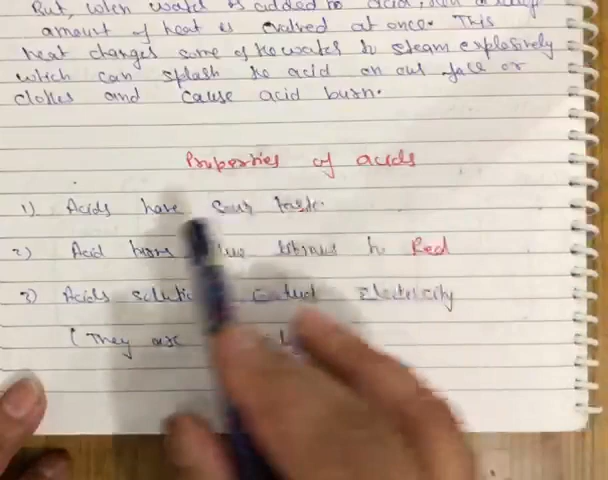 But, when water is added to acid, then a large
amount of heat is evolved at once. This
heat changes some of the water to steam explosively
which can splash the acid on our face or
clothes and cause acid burn.
Properties of acids
1) Acids have sour taste.
2) Acid turns blue litmus to Red
3) Acids electricity
(They are